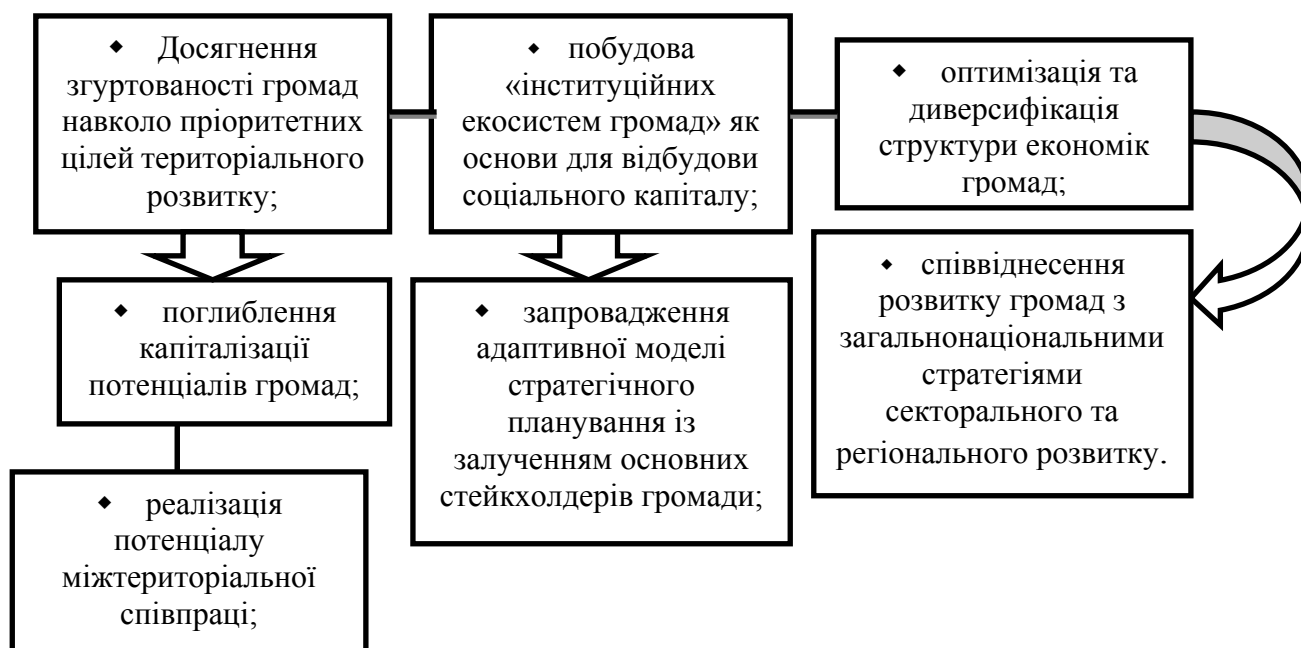 ◆ Досягнення
згуртованості громад
навколо пріоритетних
цілей територіального
розвитку;
◆ побудова
«інституційних
екосистем громад» як
основи для відбудови
соціального капіталу;
◆ оптимізація та
диверсифікація
структури економік
громад;
◆ поглиблення
капіталізації
потенціалів громад;
◆ запровадження
адаптивної моделі
стратегічного
планування із
залученням основних
стейкхолдерів громади;
◆ співвіднесення
розвитку громад з
загальнонаціональними
стратегіями
секторального та
регіонального розвитку.
◆ реалізація
потенціалу
міжтериторіальної
співпраці;